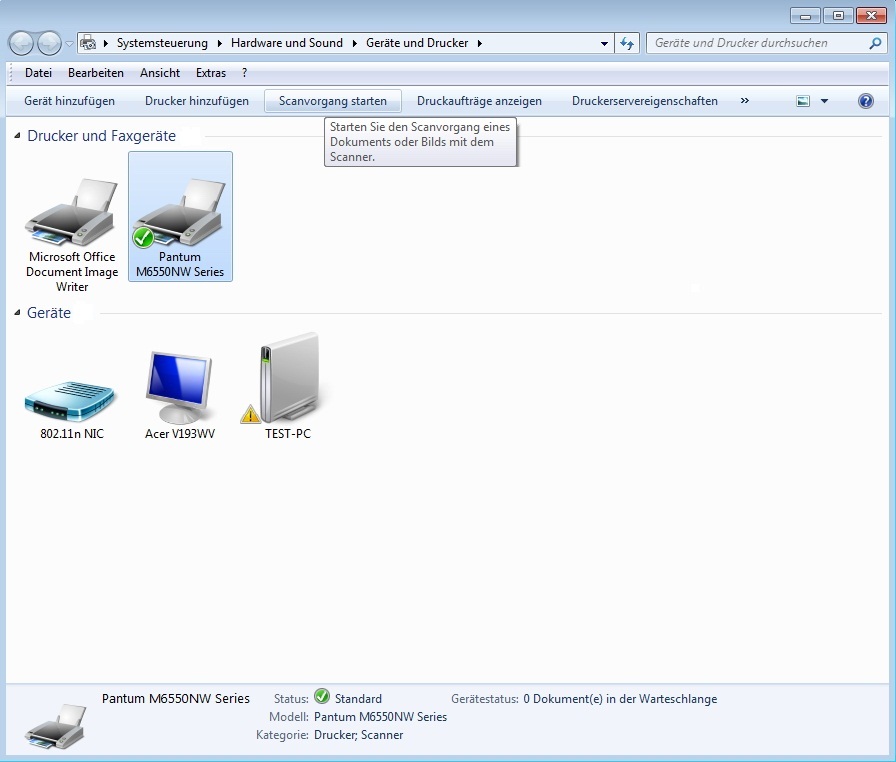 Systemsteuerung Hardware und Sound Geräte und Drucker Geräte und Drucker durchsuchen
Datei Bearbeiten Ansicht Extras ?
Gerät hinzufügen Drucker hinzufügen Scanvorgang starten Druckaufträge anzeigen Druckerservereigenschaften »
Starten Sie den Scanvorgang eines
Dokuments oder Bilds mit dem
Scanner.
Drucker und Faxgeräte
Microsoft Office
Document Image
Writer
Pantum
M6550NW Series
Geräte
802.11n NIC
Acer V193WV
TEST-PC
Pantum M6550NW Series Status: Standard Gerätestatus: 0 Dokument(e) in der Warteschlange
Modell: Pantum M6550NW Series
Kategorie: Drucker; Scanner